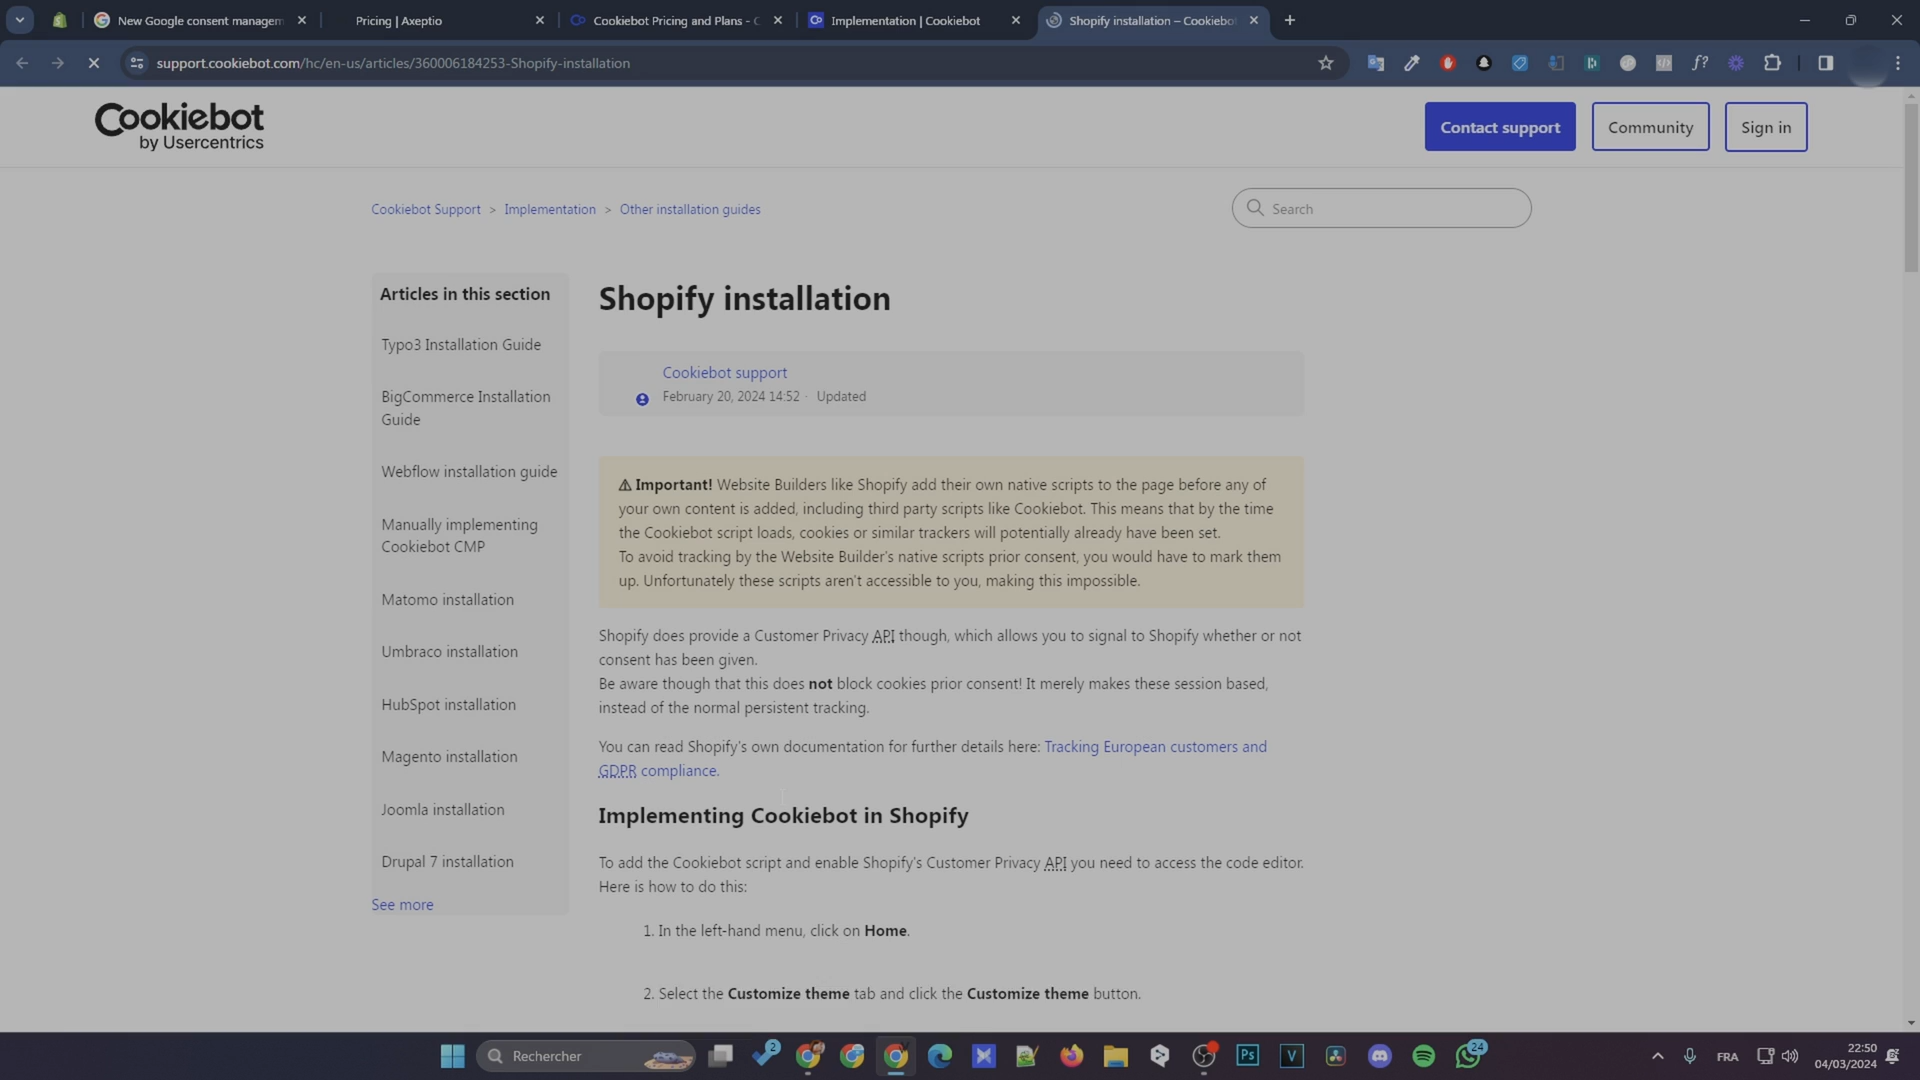 New Google consent managem
Pricing | Axeptio
Cookiebot Pricing and Plans - C
Implementation | Cookiebot
Shopify installation – Cookiebot
support.cookiebot.com/hc/en-us/articles/360006184253-Shopify-installation
f?
Cookiebot
by Usercentrics
Contact support
Community
Sign in
Cookiebot Support > Implementation > Other installation guides
Search
Articles in this section
Typo3 Installation Guide
BigCommerce Installation
Guide
Webflow installation guide
Manually implementing
Cookiebot CMP
Matomo installation
Umbraco installation
HubSpot installation
Magento installation
Joomla installation
Drupal 7 installation
See more
Shopify installation
Cookiebot support
February 20, 2024 14:52 · Updated
⚠ Important! Website Builders like Shopify add their own native scripts to the page before any of
your own content is added, including third party scripts like Cookiebot. This means that by the time
the Cookiebot script loads, cookies or similar trackers will potentially already have been set.
To avoid tracking by the Website Builder's native scripts prior consent, you would have to mark them
up. Unfortunately these scripts aren't accessible to you, making this impossible.
Shopify does provide a Customer Privacy API though, which allows you to signal to Shopify whether or not
consent has been given.
Be aware though that this does not block cookies prior consent! It merely makes these session based,
instead of the normal persistent tracking.
You can read Shopify's own documentation for further details here: Tracking European customers and
GDPR compliance.
Implementing Cookiebot in Shopify
To add the Cookiebot script and enable Shopify's Customer Privacy API you need to access the code editor.
Here is how to do this:
1. In the left-hand menu, click on Home.
2. Select the Customize theme tab and click the Customize theme button.
Rechercher
2
Ps
V
24
FRA
22:50
04/03/2024